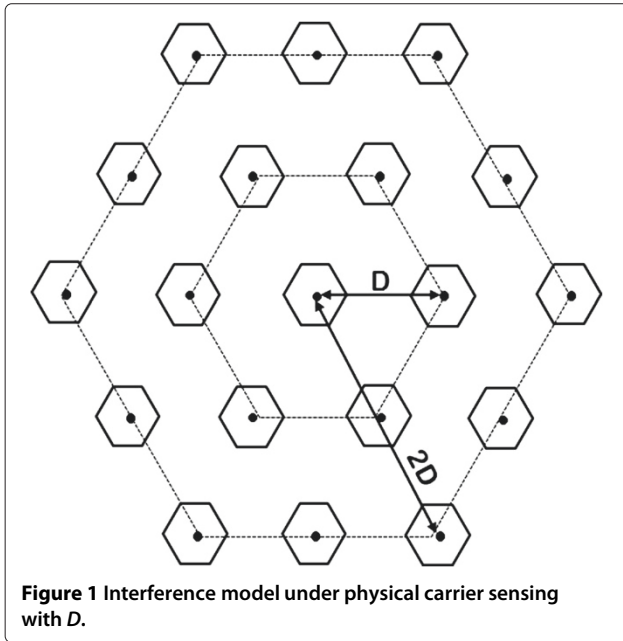 D
2D
Figure 1 Interference model under physical carrier sensing
with D.